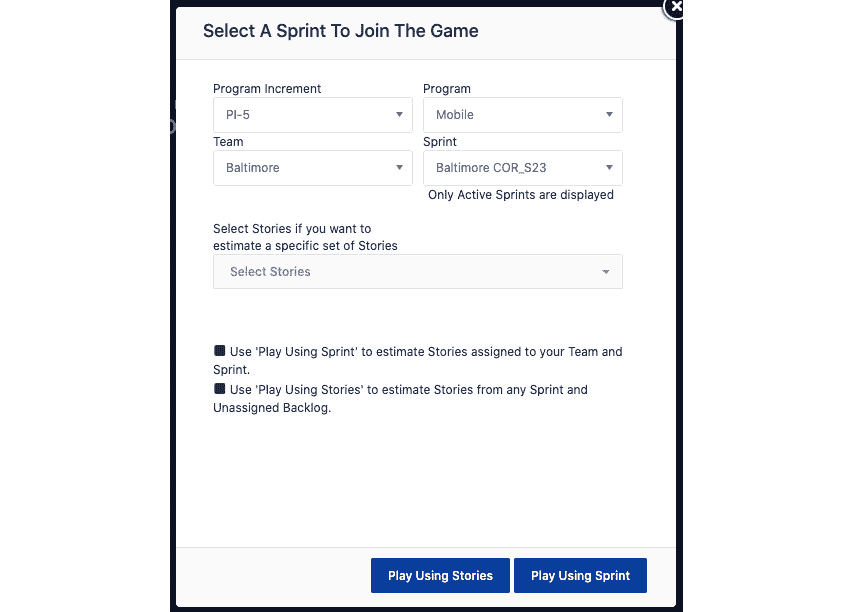 Select A Sprint To Join The Game
Program Increment
Program
PI-5
Mobile
Team
Sprint
Baltimore
Baltimore COR_S23
Only Active Sprints are displayed
Select Stories if you want to
estimate a specific set of Stories
Select Stories
Use 'Play Using Sprint' to estimate Stories assigned to your Team and
Sprint.
Use 'Play Using Stories' to estimate Stories from any Sprint and
Unassigned Backlog.
Play Using Stories
Play Using Sprint